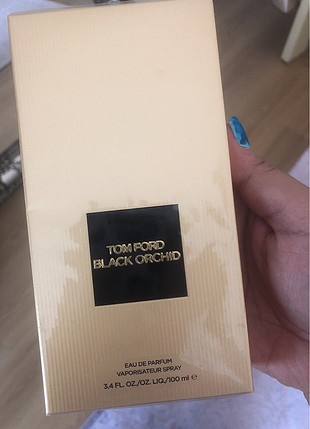 TOM FORD
BLACK ORCHID
EAU DE PARFUM
VAPORISATEUR SPRAY
3.4 FL. OZ./OZ. LIQ./100 ml ℮